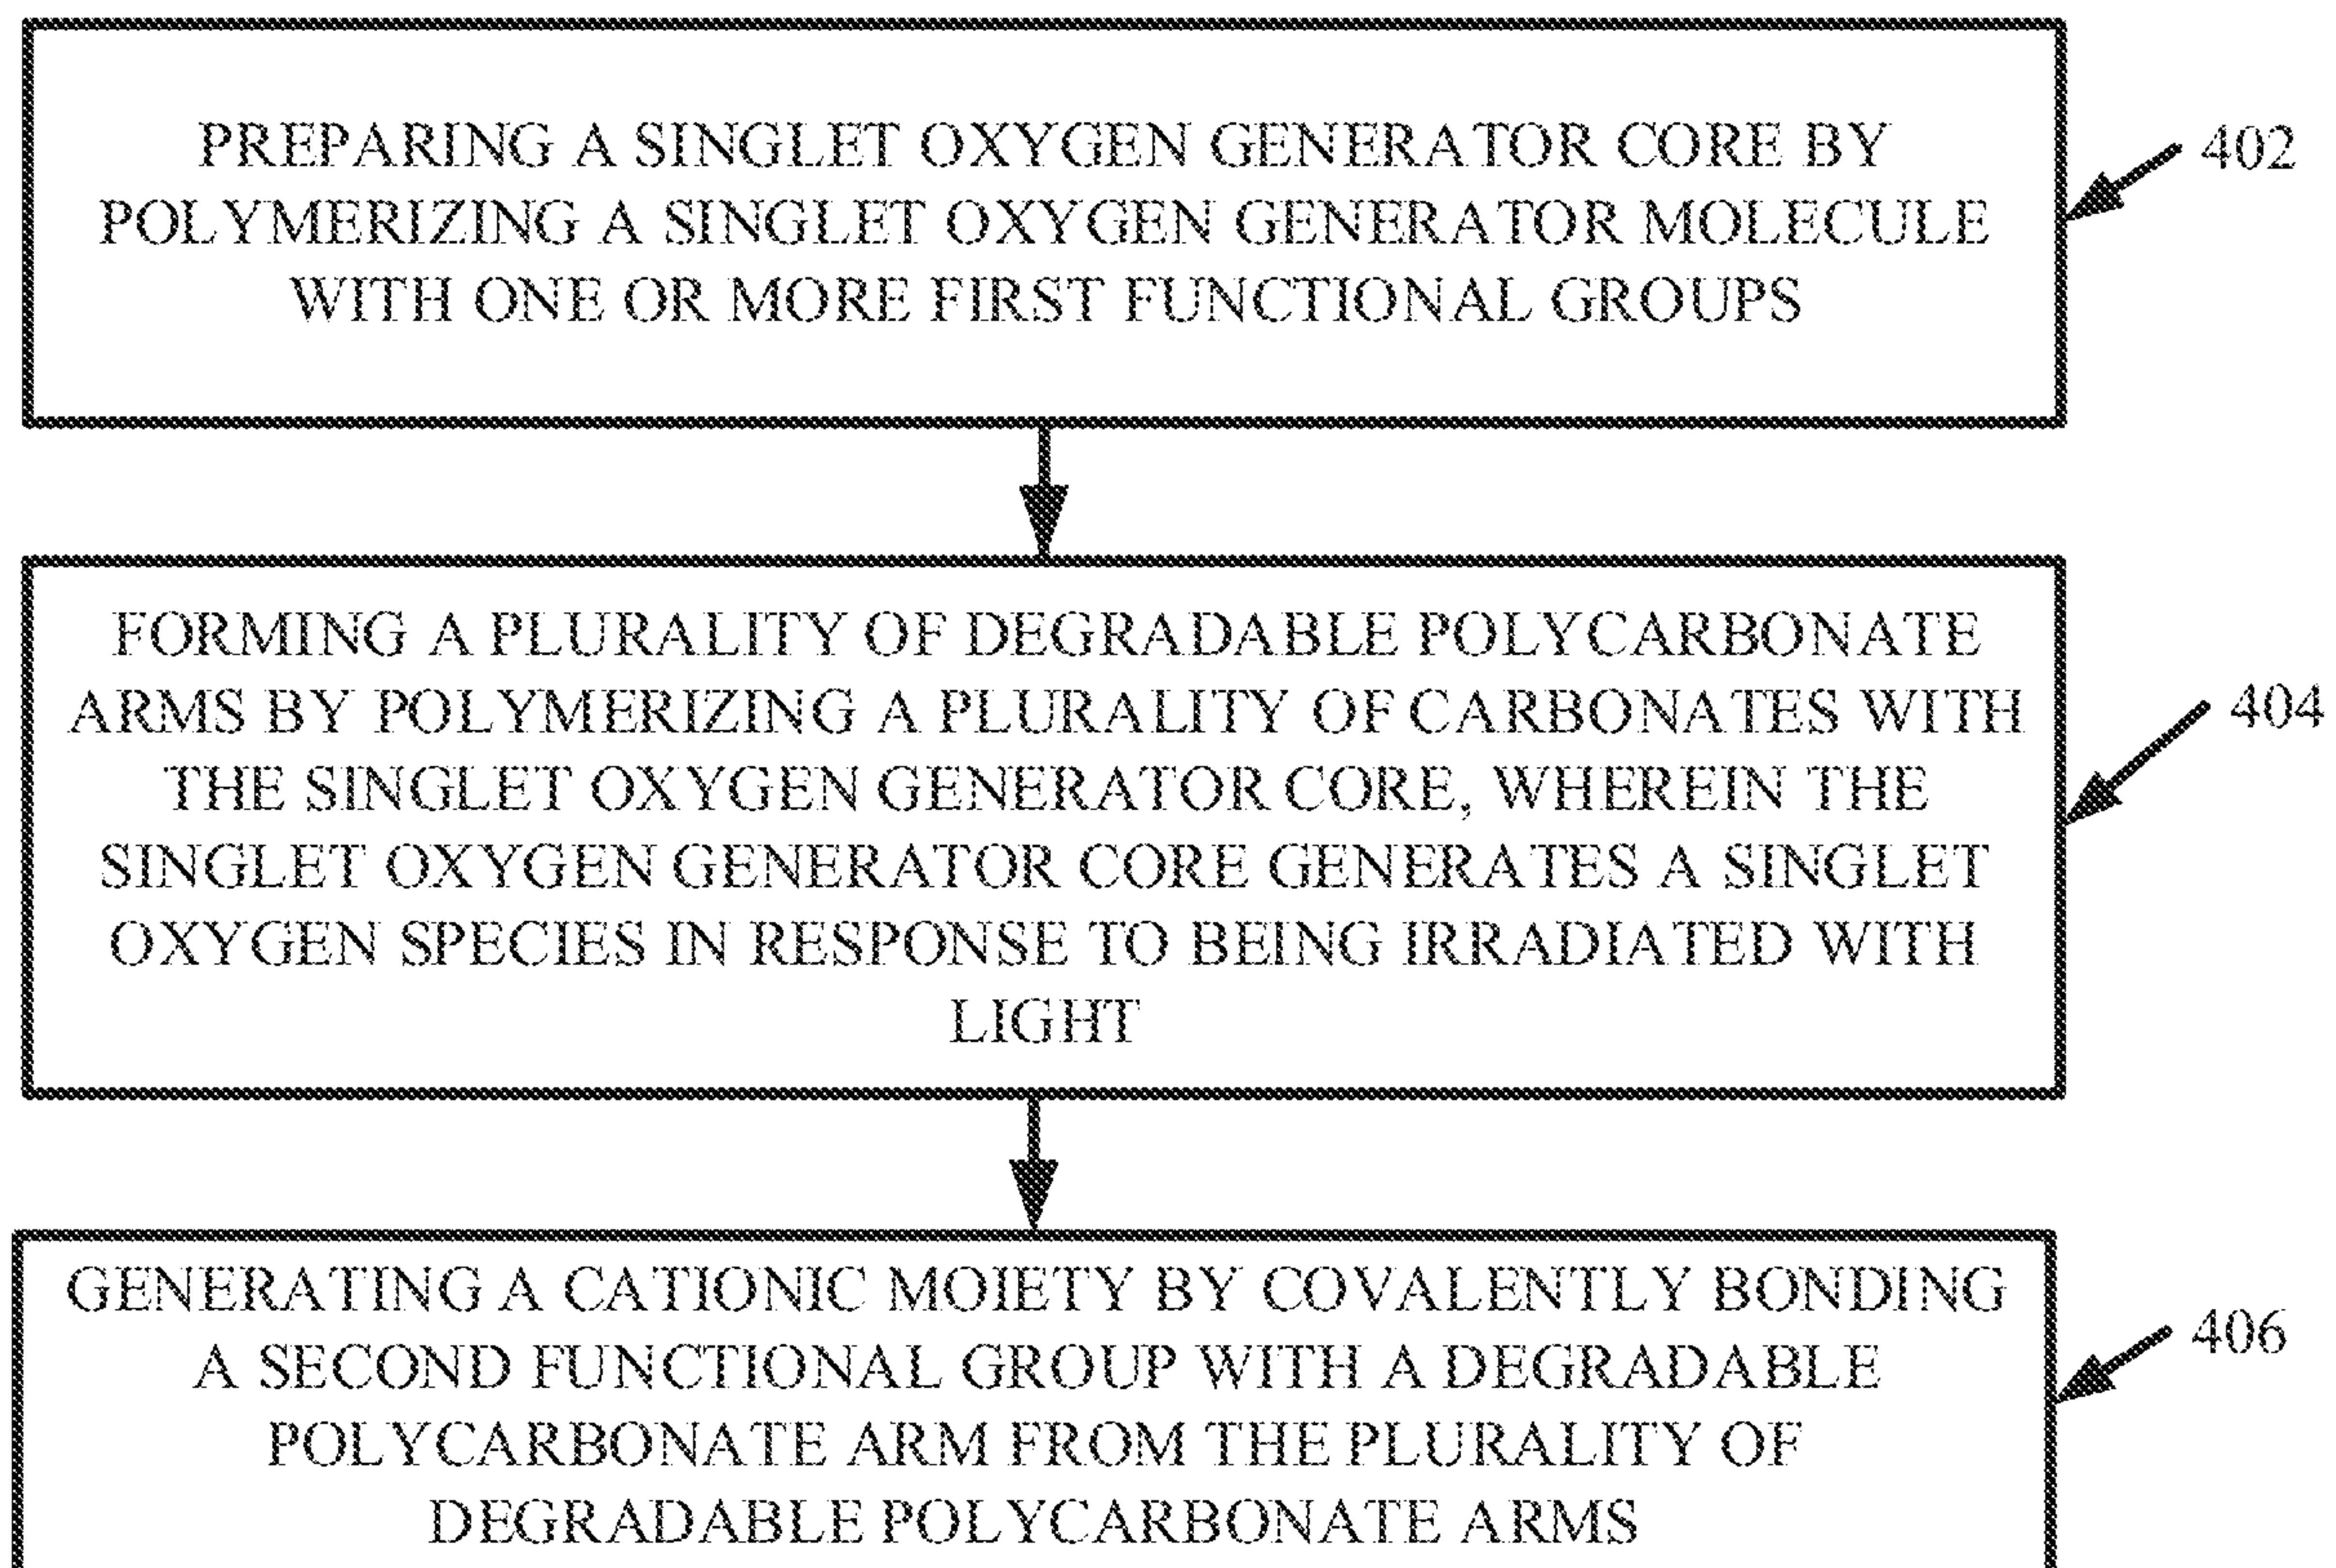 PREPARING A SINGLET OXYGEN GENERATOR CORE BY
POLYMERIZING A SINGLET OXYGEN GENERATOR MOLECULE
WITH ONE OR MORE FIRST FUNCTIONAL GROUPS
402
FORMING A PLURALITY OF DEGRADABLE POLYCARBONATE
ARMS BY POLYMERIZING A PLURALITY OF CARBONATES WITH
THE SINGLET OXYGEN GENERATOR CORE, WHEREIN THE
SINGLET OXYGEN GENERATOR CORE GENERATES A SINGLET
OXYGEN SPECIES IN RESPONSE TO BEING IRRADIATED WITH
LIGHT
404
GENERATING A CATIONIC MOIETY BY COVALENTLY BONDING
A SECOND FUNCTIONAL GROUP WITH A DEGRADABLE
POLYCARBONATE ARM FROM THE PLURALITY OF
DEGRADABLE POLYCARBONATE ARMS
406